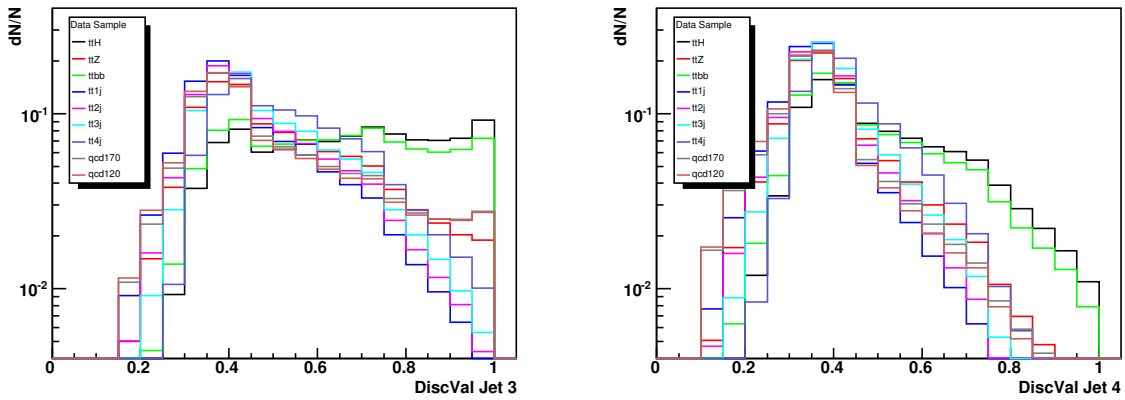 dN/N
Data Sample
ttH
ttZ
ttbb
tt1j
tt2j
tt3j
tt4j
qcd170
qcd120
10^-1
10^-2
0 0.2 0.4 0.6 0.8 1
DiscVal Jet 3
dN/N
Data Sample
ttH
ttZ
ttbb
tt1j
tt2j
tt3j
tt4j
qcd170
qcd120
10^-1
10^-2
0 0.2 0.4 0.6 0.8 1
DiscVal Jet 4